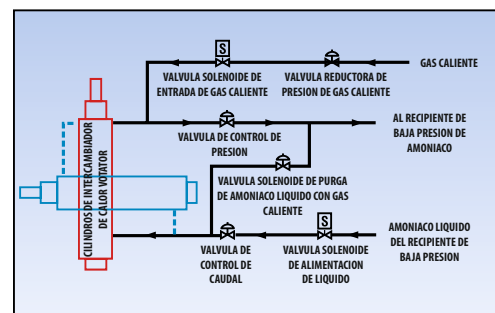 S
GAS CALIENTE
VALVULA SOLENOIDE DE
ENTRADA DE GAS CALIENTE
VALVULA REDUCTORA DE
PRESION DE GAS CALIENTE
AL RECIPIENTE DE
BAJA PRESION DE
AMONIACO
VALVULA DE CONTROL DE
PRESION
CILINDROS DE INTERCAMBIADOR
DE CALOR VOTATOR
VALVULA SOLENOIDE DE PURGA
DE AMONIACO LIQUIDO CON GAS
CALIENTE
S
AMONIACO LIQUIDO
DEL RECIPIENTE DE
BAJA PRESION
VALVULA DE
CONTROL DE
CAUDAL
VALVULA SOLENOIDE
DE ALIMENTACION
DE LIQUIDO